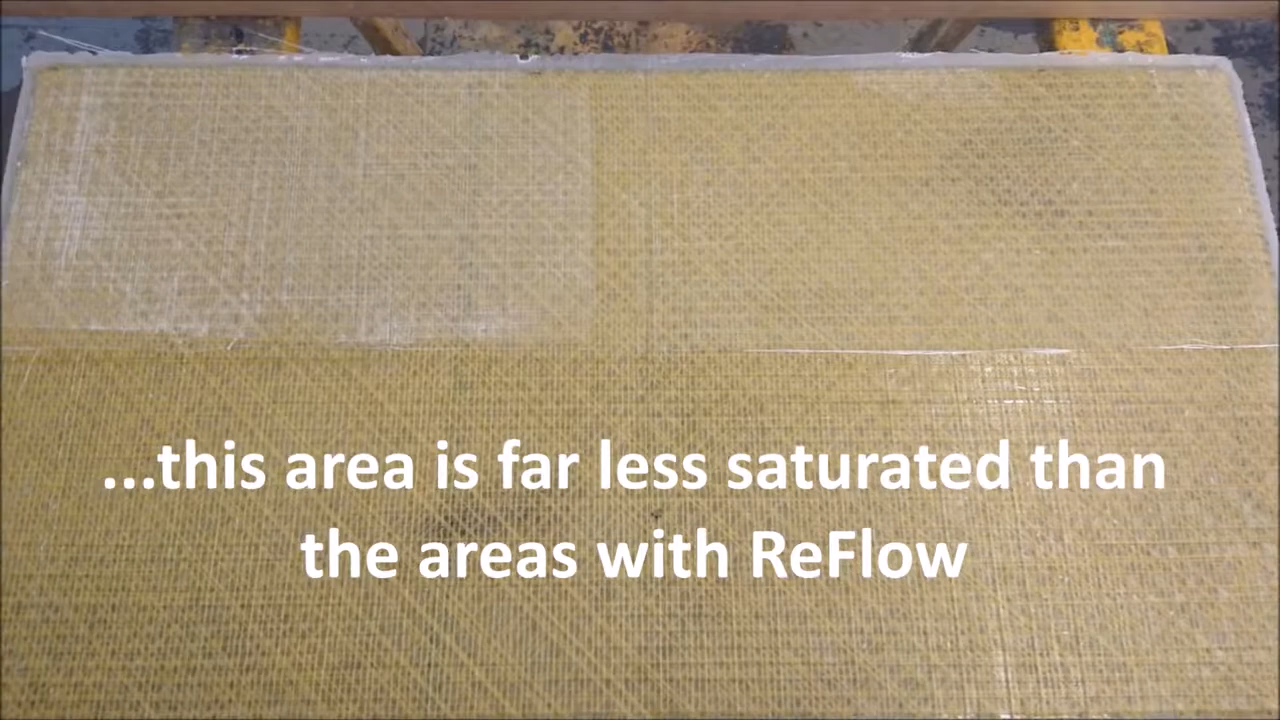 ...this area is far less saturated than
the areas with ReFlow